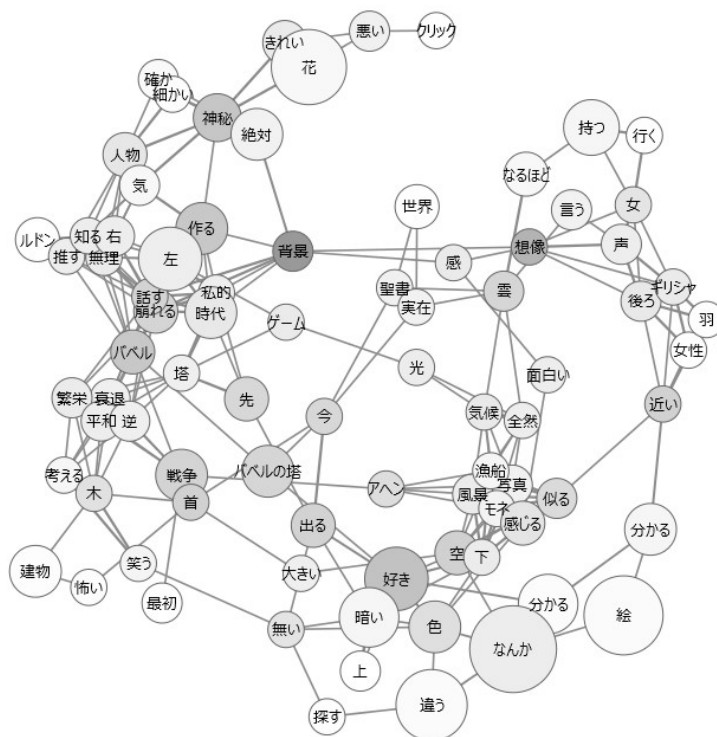 クリック
悪い
きれい
花
確か
細かい
神秘
絶対
持つ
行く
人物
なるほど
気
世界
言う
女
作る
ルドン
知る
右
声
背景
想像
推す
無理
左
感
聖書
雲
ギリシャ
話す
私的
後ろ
崩れる
時代
実在
羽
ゲーム
バベル
女性
塔
光
面白い
繁栄
衰退
先
近い
平和
逆
今
気候
全然
考える
戦争
バベルの塔
漁船
アヘン
写真
木
首
風景
似る
モネ
出る
感じる
分かる
空
下
建物
怖い
笑う
大きい
好き
最初
暗い
分かる
絵
無い
色
なんか
上
違う
探す